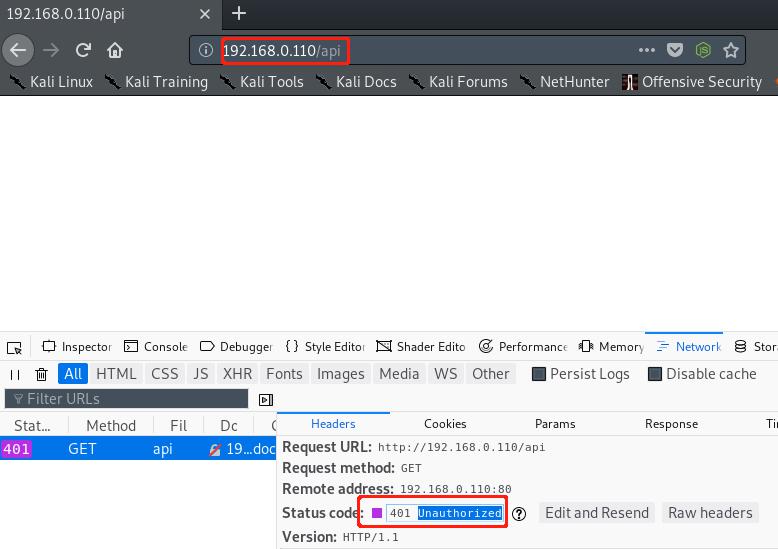 192.168.0.110/api × +
192.168.0.110/api
Kali Linux Kali Training Kali Tools Kali Docs Kali Forums NetHunter Offensive Security
Inspector Console Debugger {} Style Editor Shader Edito Performance Memory Network Stor
All HTML CSS JS XHR Fonts Images Media WS Other Persist Logs Disable cache
Filter URLs
Stat... Method Fil Dc C Headers Cookies Params Response Ti
401 GET api 19...doc
Request URL: http://192.168.0.110/api
Request method: GET
Remote address: 192.168.0.110:80
Status code: 401 Unauthorized ? Edit and Resend Raw headers
Version: HTTP/1.1